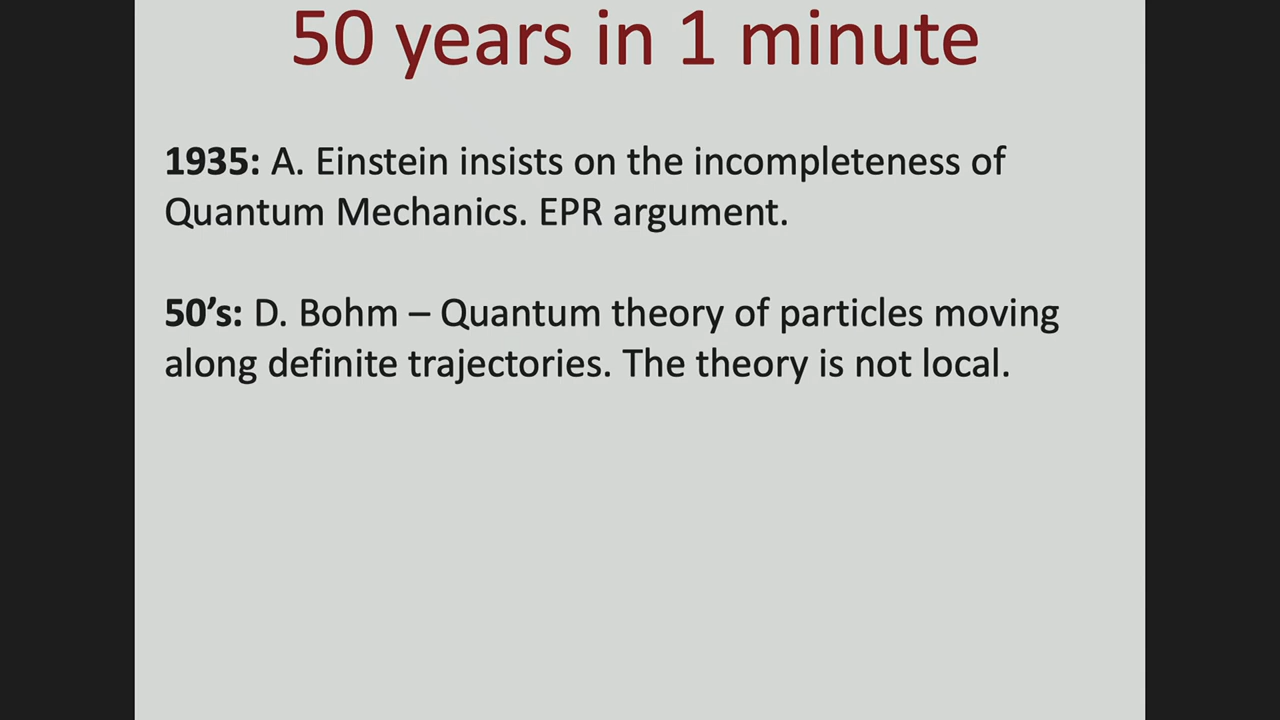 50 years in 1 minute
1935: A. Einstein insists on the incompleteness of
Quantum Mechanics. EPR argument.
50’s: D. Bohm – Quantum theory of particles moving
along definite trajectories. The theory is not local.